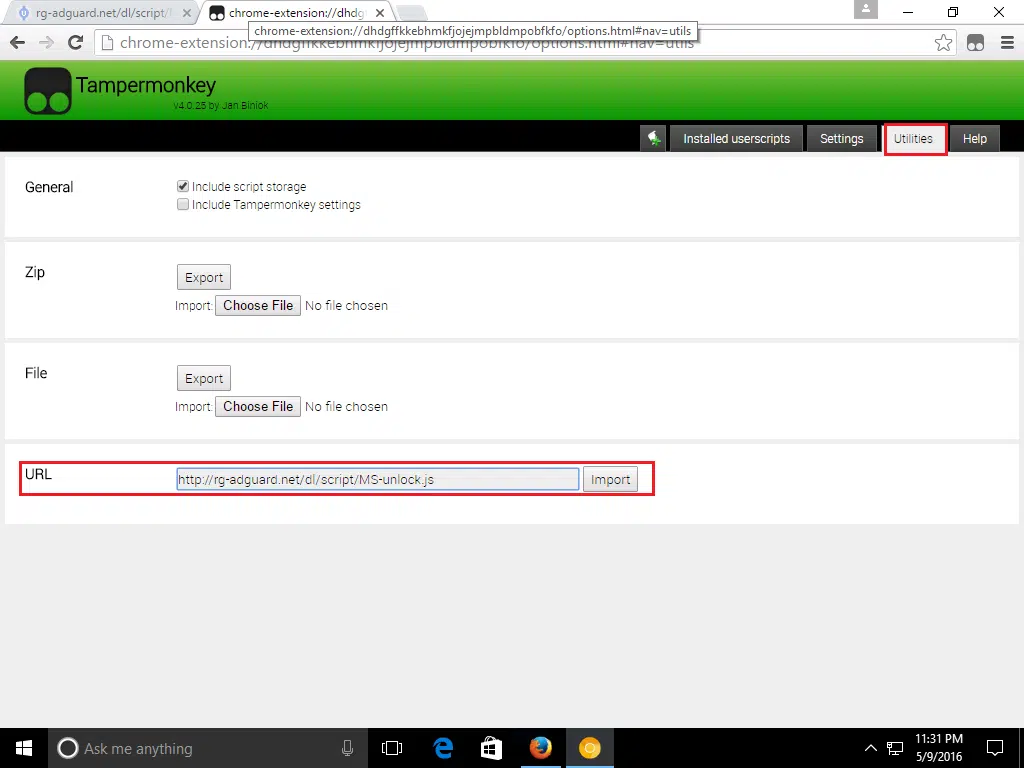 rg-adguard.net/dl/script/
chrome-extension://dhdg
chrome-extension://dhdgffkkebhmkfjojejmpbldmpobfkfo/options.html#nav=utils
chrome-extension://dhdgffkkebhmkfjojejmpbldmpobfkfo/options.html#nav=utils
Tampermonkey
v4.0.25 by Jan Biniok
Installed userscripts
Settings
Utilities
Help
General
Include script storage
Include Tampermonkey settings
Zip
Export
Import: Choose File No file chosen
File
Export
Import: Choose File No file chosen
URL
http://rg-adguard.net/dl/script/MS-unlock.js
Import
Ask me anything
11:31 PM
5/9/2016